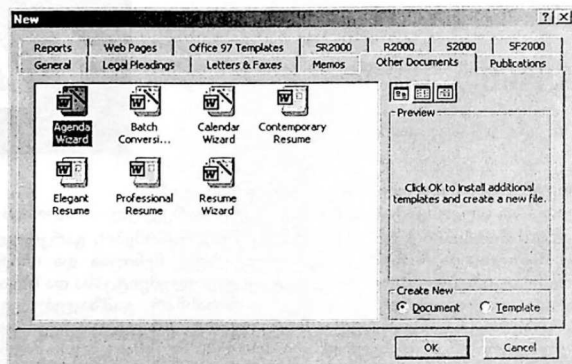 New
Reports Web Pages Office 97 Templates SR2000 R2000 S2000 SF2000
General Legal Pleadings Letters & Faxes Memos Other Documents Publications
Agenda Wizard
Batch Conversi...
Calendar Wizard
Contemporary Resume
Elegant Resume
Professional Resume
Resume Wizard
Preview
Click OK to install additional
templates and create a new file.
Create New
Document Template
OK Cancel